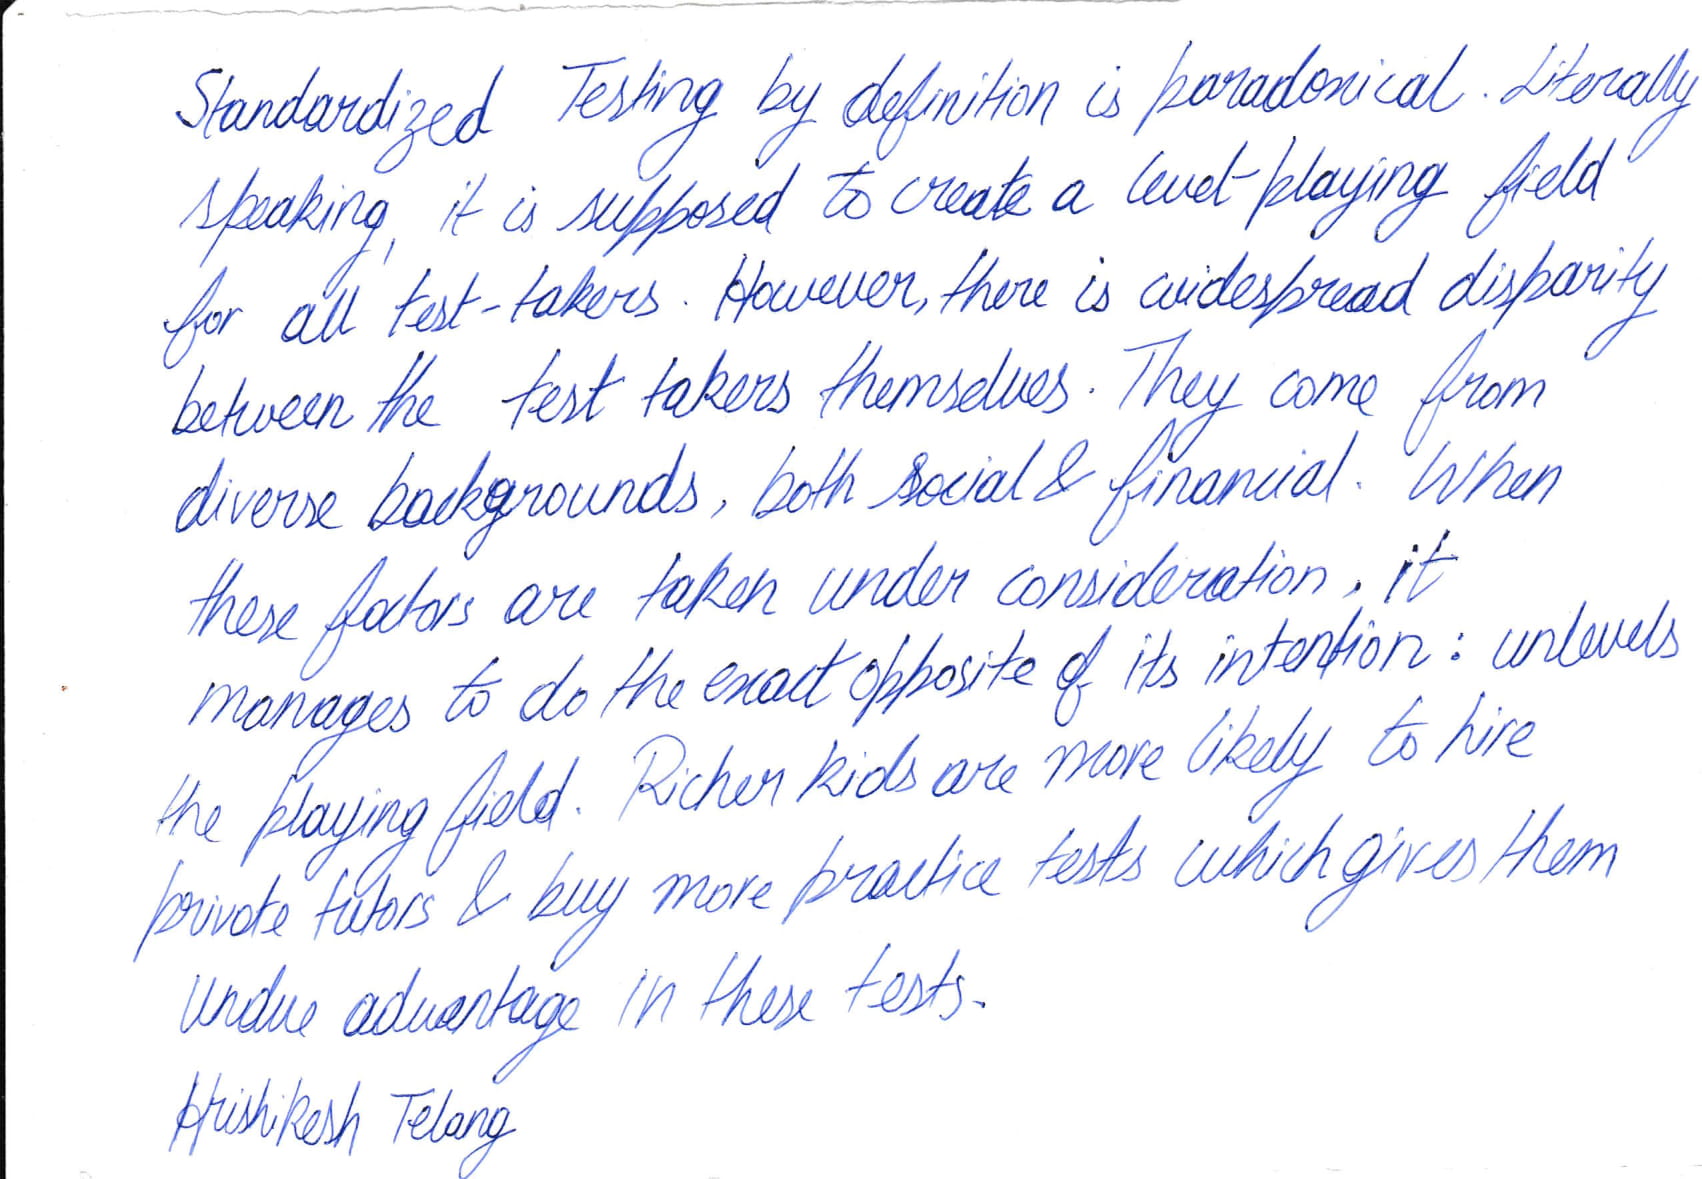 Standardized Testing by definition is paradoxical. Literally
speaking, it is supposed to create a level-playing field
for all test-takers. However, there is widespread disparity
between the test takers themselves. They come from
diverse backgrounds, both social & financial. When
these factors are taken under consideration, it
manages to do the exact opposite of its intention: unlevels
the playing field. Richer kids are more likely to hire
private tutors & buy more practice tests which gives them
undue advantage in these tests.
Hrishikesh Telang